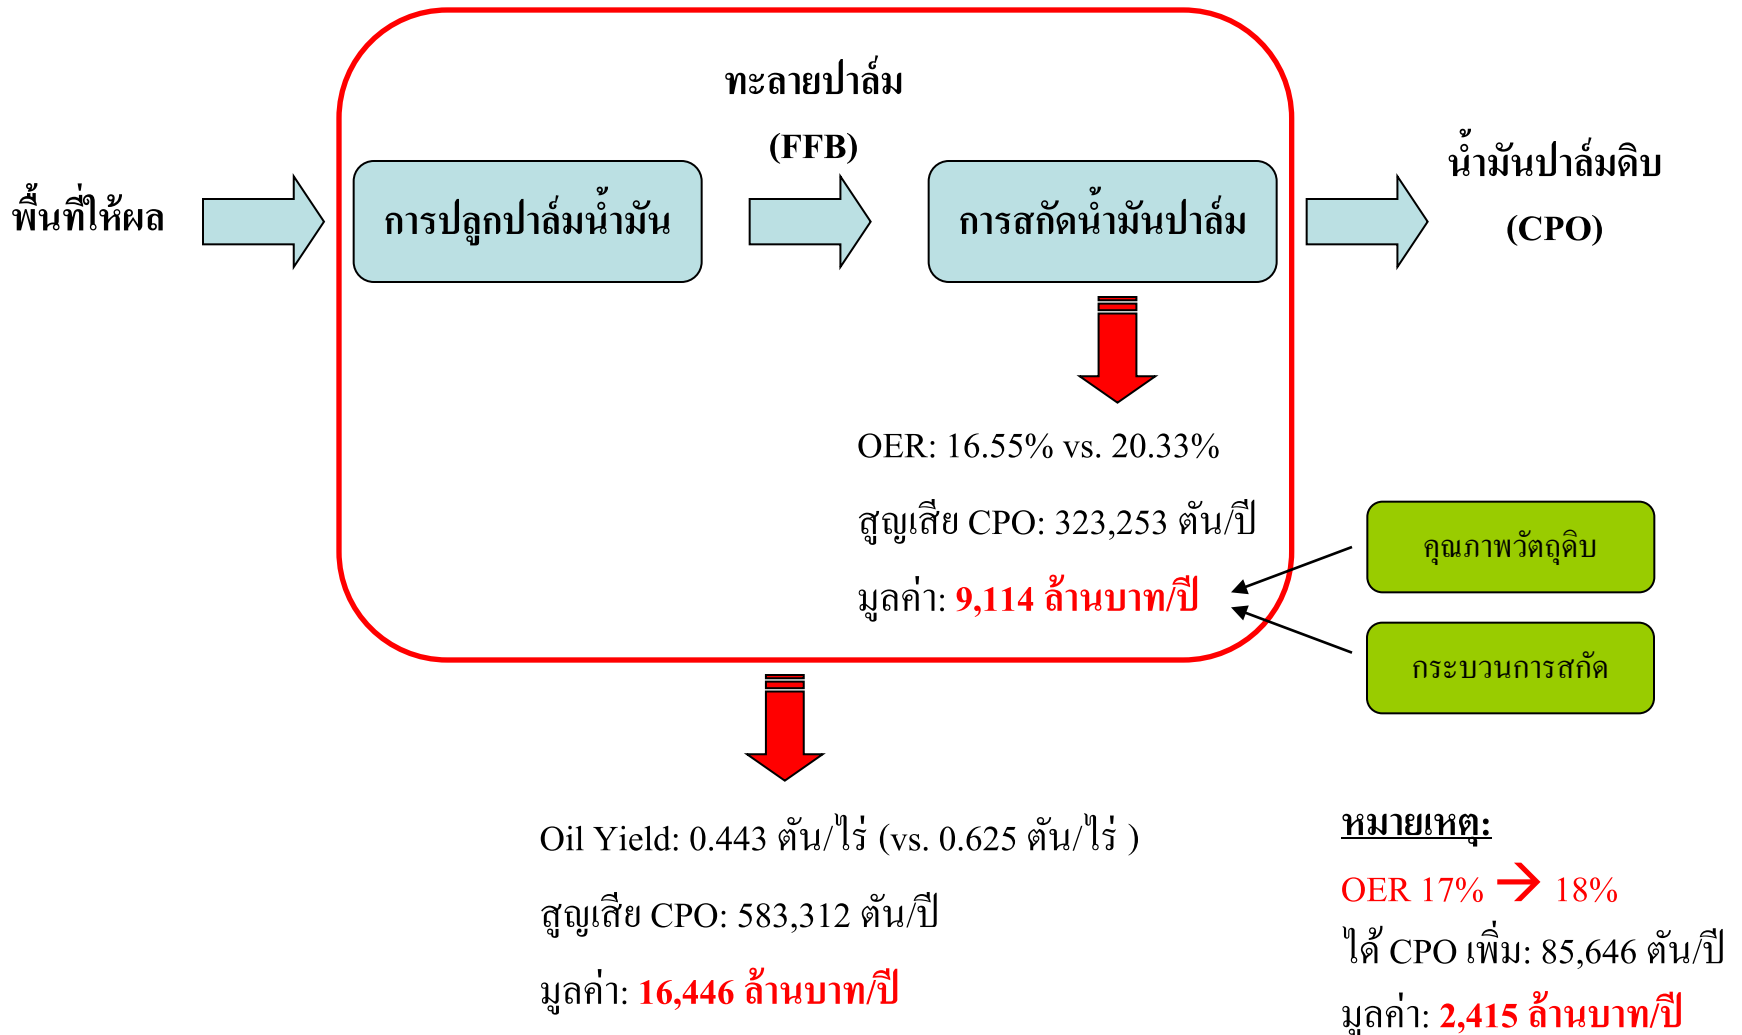 ทะลายปาล์ม
(FFB)
พื้นที่ให้ผล
การปลูกปาล์มน้ำมัน
การสกัดน้ำมันปาล์ม
น้ำมันปาล์มดิบ
(CPO)
OER: 16.55% vs. 20.33%
สูญเสีย CPO: 323,253 ตัน/ปี
มูลค่า: 9,114 ล้านบาท/ปี
คุณภาพวัตถุดิบ
กระบวนการสกัด
Oil Yield: 0.443 ตัน/ไร่ (vs. 0.625 ตัน/ไร่ )
สูญเสีย CPO: 583,312 ตัน/ปี
มูลค่า: 16,446 ล้านบาท/ปี
หมายเหตุ:
OER 17% → 18%
ได้ CPO เพิ่ม: 85,646 ตัน/ปี
มูลค่า: 2,415 ล้านบาท/ปี